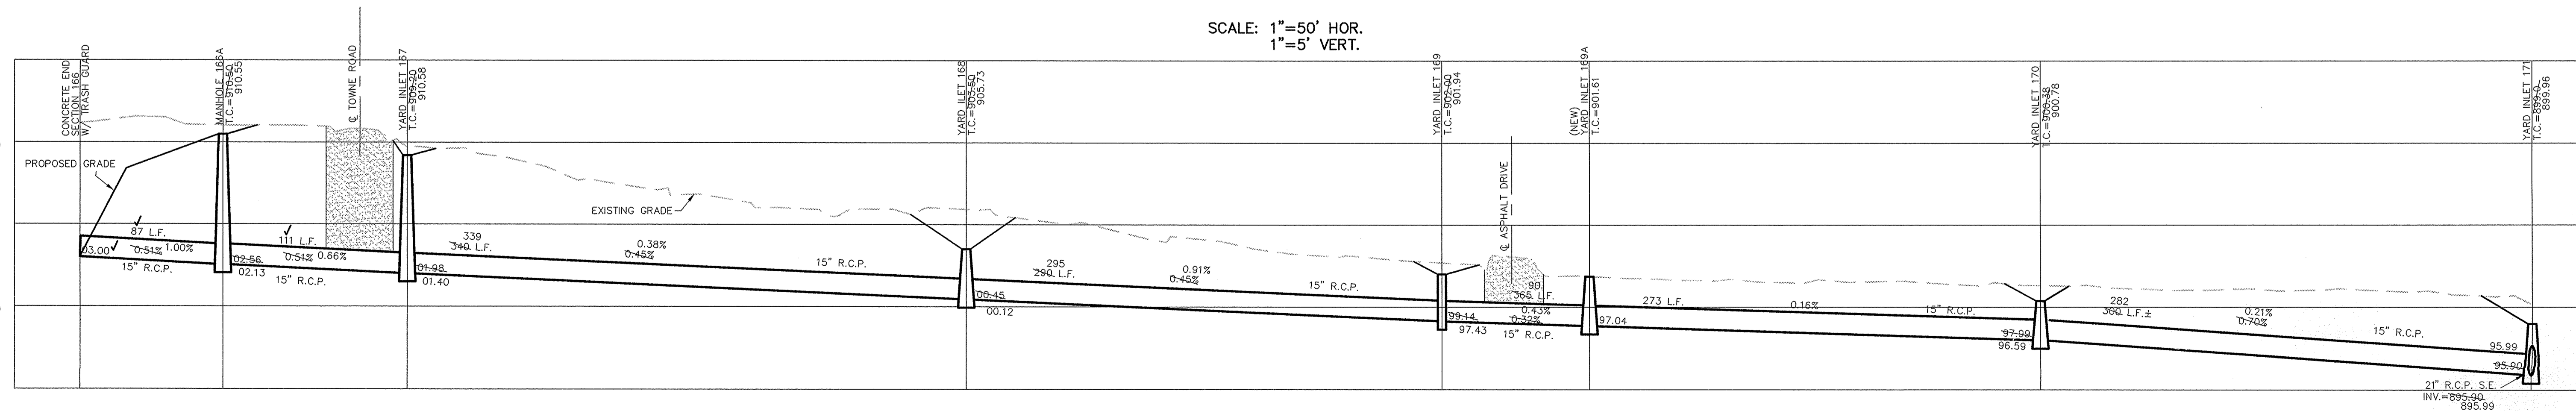 SCALE: 1"=50' HOR.
1"=5' VERT.
CONCRETE END
SECTION 166
W/ TRASH GUARD
MANHOLE 166A
T.C.=910.50
910.55
℄ TOWNE ROAD
YARD INLET 167
T.C.=909.20
910.58
YARD ILET 168
T.C.=905.50
905.73
YARD INLET 169
T.C.=902.00
901.94
(NEW)
YARD INLET 169A
T.C.=901.61
YARD INLET 170
T.C.=900.38
900.78
YARD INLET 171
T.C.=899.0
899.96
PROPOSED GRADE
EXISTING GRADE
℄ ASPHALT DRIVE
87 L.F.
03.00
0.51% 1.00%
15" R.C.P.
111 L.F.
02.56
0.51% 0.66%
02.13
15" R.C.P.
339
340 L.F.
0.38%
0.45%
01.98
01.40
15" R.C.P.
295
290 L.F.
0.91%
0.45%
00.45
00.12
15" R.C.P.
90
365 L.F.
0.43%
0.32%
99.14
97.43
15" R.C.P.
97.04
273 L.F.
0.16%
15" R.C.P.
97.99
96.59
282
300 L.F.±
0.21%
0.70%
15" R.C.P.
95.99
95.90
21" R.C.P. S.E.
INV.=895.90
895.99